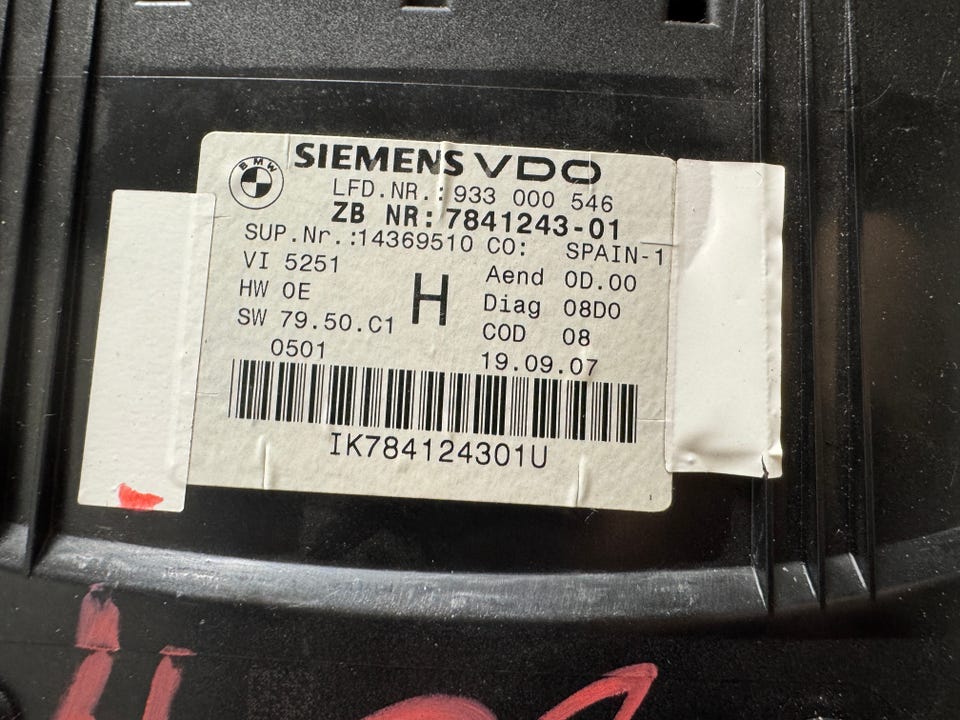 BMW
SIEMENS VDO
LFD.NR.: 933 000 546
ZB NR: 7841243-01
SUP.Nr.:14369510 CO: SPAIN-1
VI 5251 Aend 0D.00
HW 0E H Diag 08D0
SW 79.50.C1 COD 08
0501 19.09.07
IK784124301U